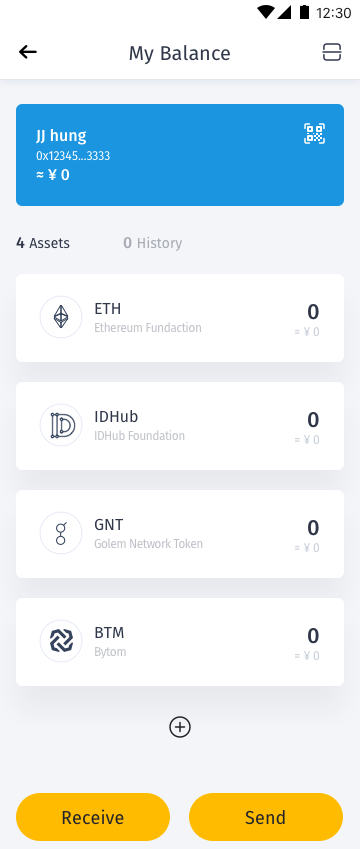 12:30
My Balance
JJ hung
0x12345...3333
≈ ¥ 0
4 Assets
0 History
ETH
0
Ethereum Fundaction
≈ ¥ 0
IDHub
0
IDHub Foundation
≈ ¥ 0
GNT
0
Golem Network Token
≈ ¥ 0
BTM
0
Bytom
≈ ¥ 0
Receive
Send